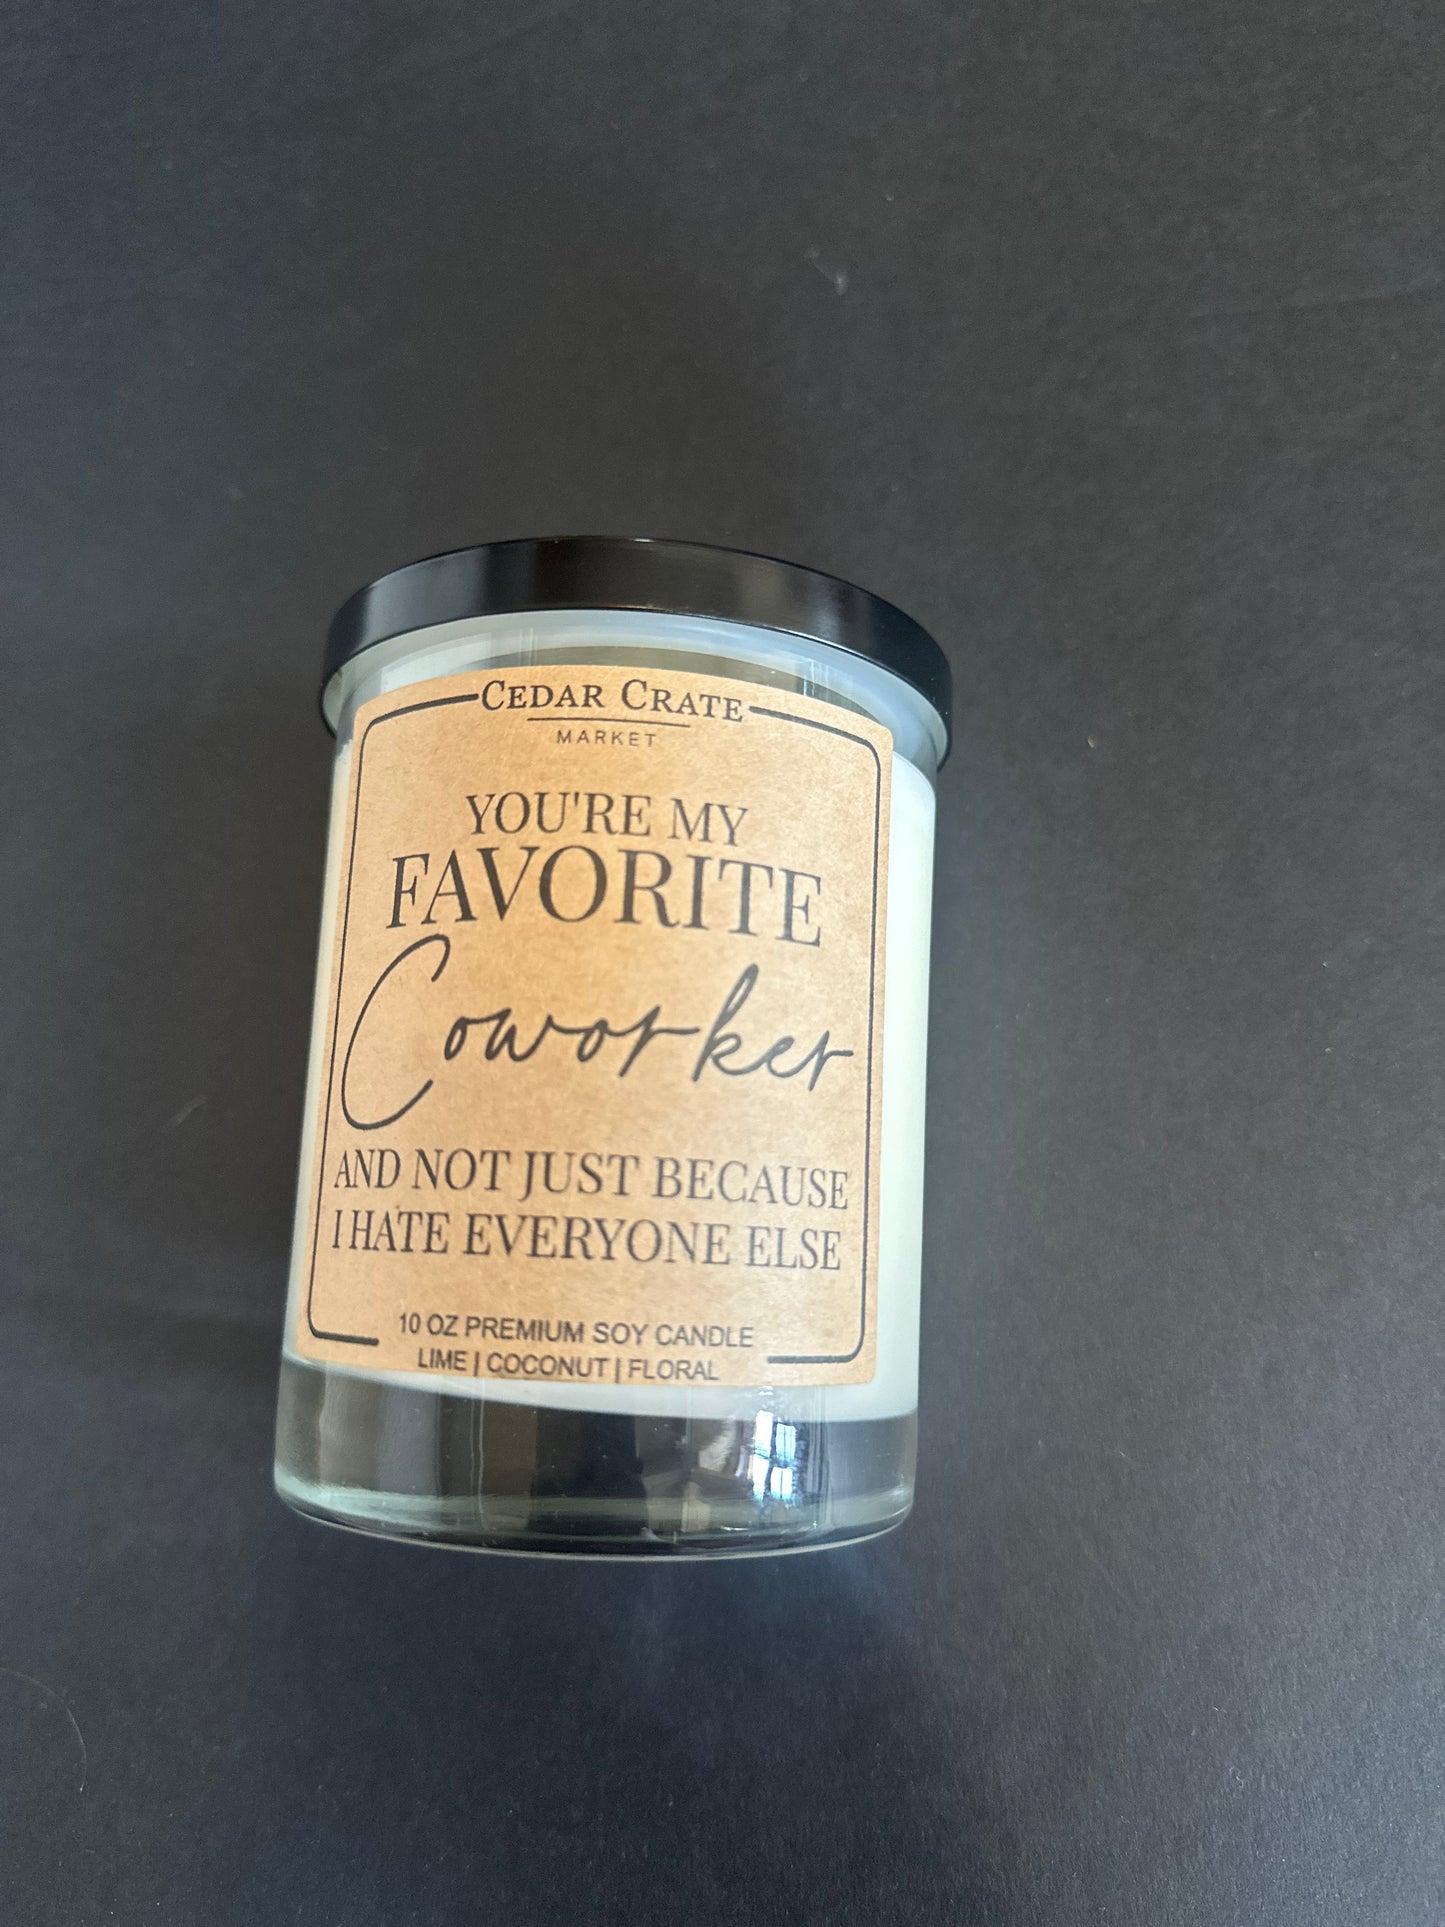 CEDAR CRATE
MARKET
YOU'RE MY
FAVORITE
Coworker
AND NOT JUST BECAUSE
I HATE EVERYONE ELSE
10 OZ PREMIUM SOY CANDLE
LIME | COCONUT | FLORAL